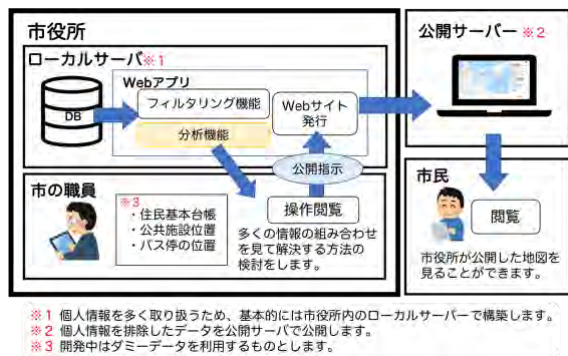 市役所
ローカルサーバ※1
Webアプリ
DB
フィルタリング機能
分析機能
Webサイト
発行
公開指示
市の職員
※3
・住民基本台帳
・公共施設位置
・バス停の位置
操作閲覧
多くの情報の組み合わせ
を見て解決する方法の
検討をします。
公開サーバー ※2
市民
閲覧
市役所が公開した地図を
見ることができます。
※1 個人情報を多く取り扱うため、基本的には市役所内のローカルサーバーで構築します。
※2 個人情報を排除したデータを公開サーバで公開します。
※3 開発中はダミーデータを利用するものとします。